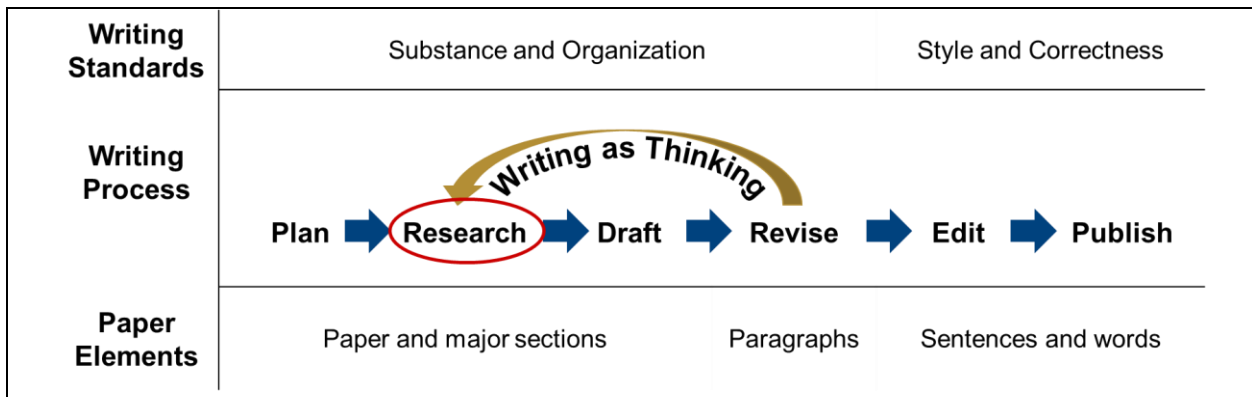 Writing
Standards
Substance and Organization
Style and Correctness
Writing
Process
Writing as Thinking
Plan
Research
Draft
Revise
Edit
Publish
Paper
Elements
Paper and major sections
Paragraphs
Sentences and words